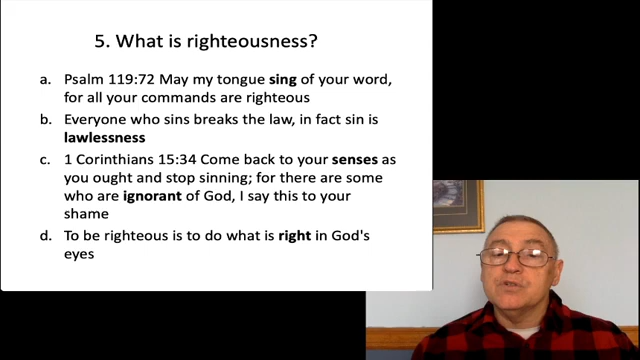 5. What is righteousness?
a. Psalm 119:72 May my tongue sing of your word,
for all your commands are righteous
b. Everyone who sins breaks the law, in fact sin is
lawlessness
c. 1 Corinthians 15:34 Come back to your senses as
you ought and stop sinning; for there are some
who are ignorant of God, I say this to your
shame
d. To be righteous is to do what is right in God's
eyes